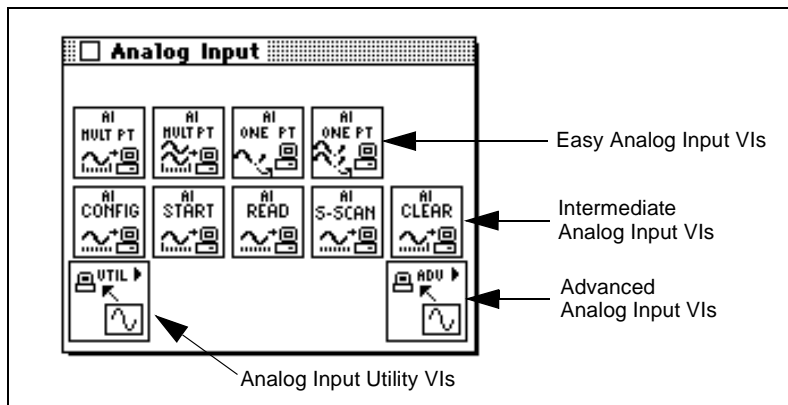 Analog Input
AI
MULT PT
AI
MULT PT
AI
ONE PT
AI
ONE PT
Easy Analog Input VIs
AI
CONFIG
AI
START
AI
READ
AI
S-SCAN
AI
CLEAR
Intermediate
Analog Input VIs
UTIL
ADV
Advanced
Analog Input VIs
Analog Input Utility VIs